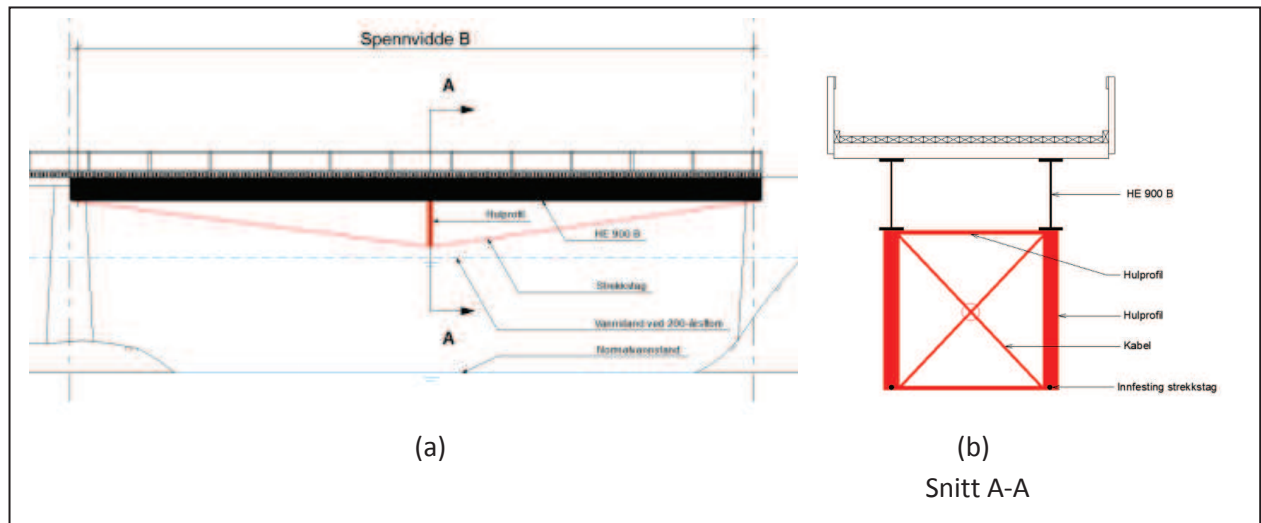 Spennvidde B
A
Hulprofil
HE 900 B
Strekkstag
Vannstand ved 200-årsflom
A
Normalvannstand
(a)
HE 900 B
Hulprofil
Hulprofil
Kabel
Innfesting strekkstag
(b)
Snitt A-A